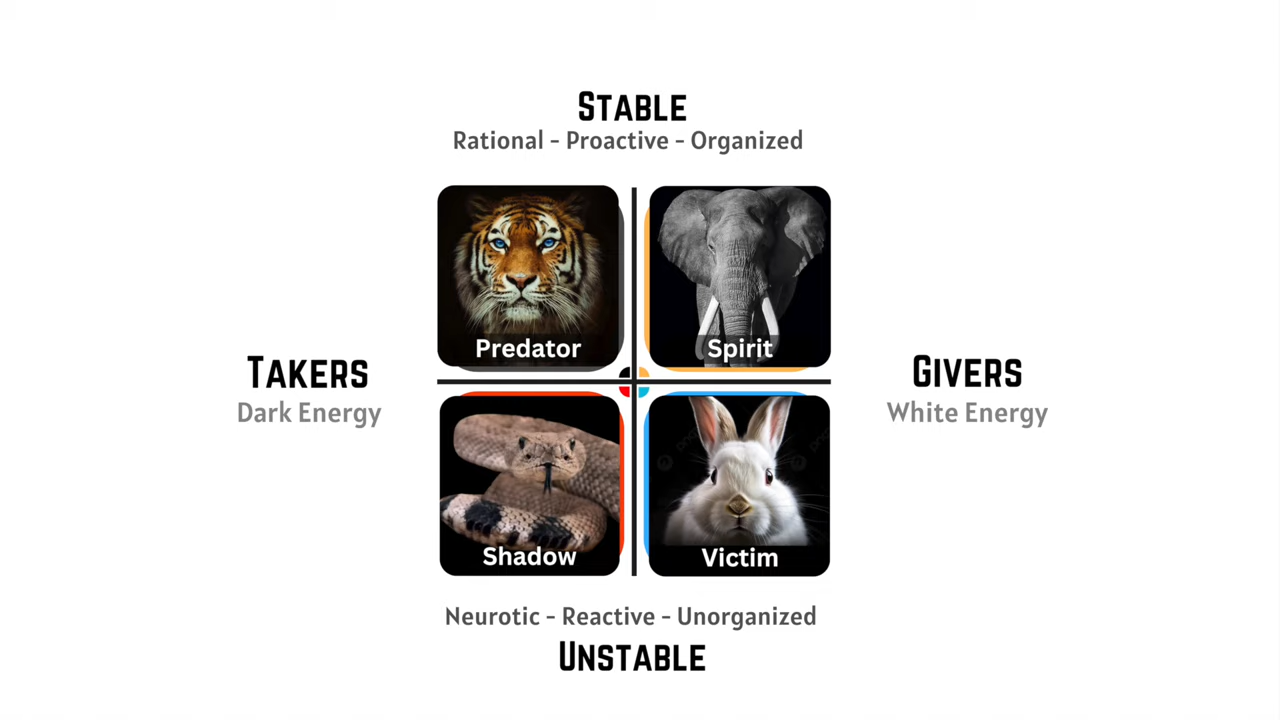 STABLE
Rational - Proactive - Organized
Predator
Spirit
TAKERS
Dark Energy
GIVERS
White Energy
Shadow
Victim
Neurotic - Reactive - Unorganized
UNSTABLE